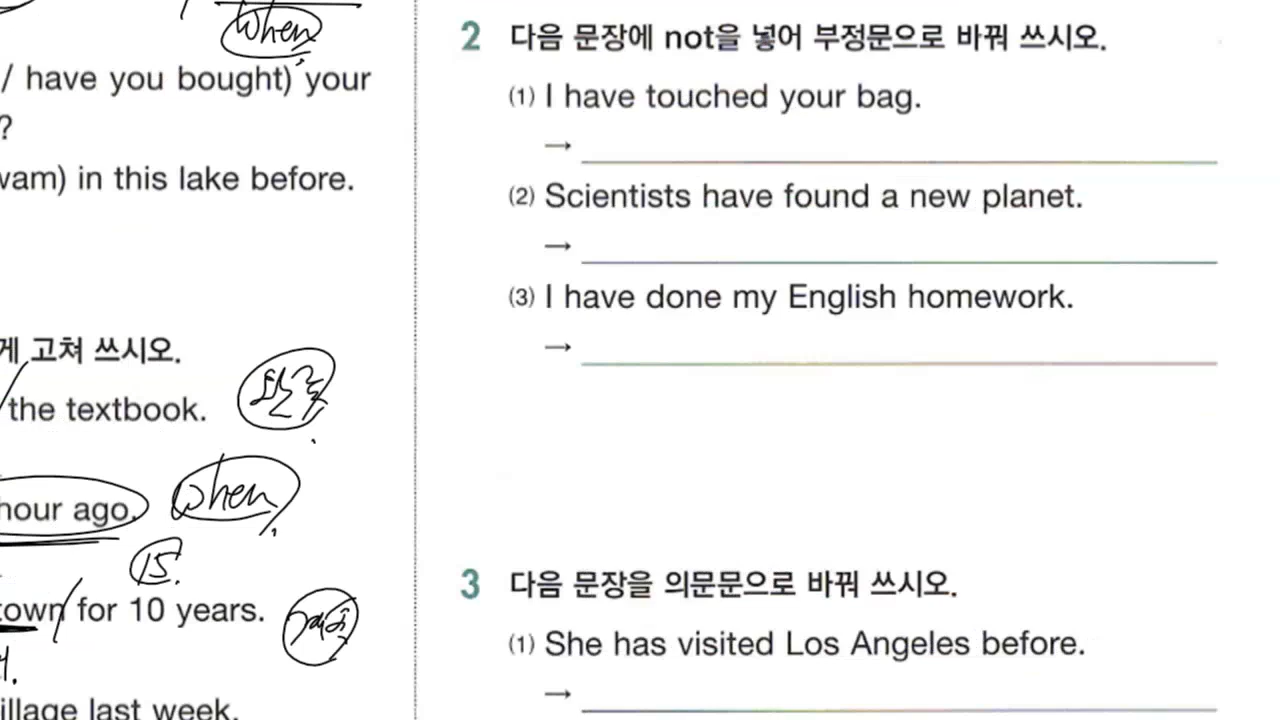 when
/ have you bought) your
?
wam) in this lake before.
게 고쳐 쓰시오.
the textbook.
완료
hour ago.
when
15.
town for 10 years.
계속
illage last week.
2 다음 문장에 not을 넣어 부정문으로 바꿔 쓰시오.
(1) I have touched your bag.
→
(2) Scientists have found a new planet.
→
(3) I have done my English homework.
→
3 다음 문장을 의문문으로 바꿔 쓰시오.
(1) She has visited Los Angeles before.
→